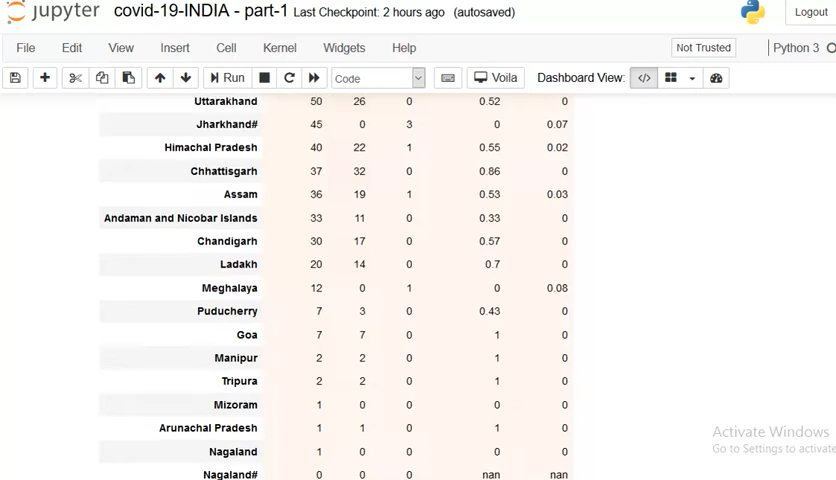 jupyter covid-19-INDIA - part-1 Last Checkpoint: 2 hours ago (autosaved) Logout
File Edit View Insert Cell Kernel Widgets Help Not Trusted Python 3
Run Code Voila Dashboard View:
Uttarakhand 50 26 0 0.52 0
Jharkhand# 45 0 3 0 0.07
Himachal Pradesh 40 22 1 0.55 0.02
Chhattisgarh 37 32 0 0.86 0
Assam 36 19 1 0.53 0.03
Andaman and Nicobar Islands 33 11 0 0.33 0
Chandigarh 30 17 0 0.57 0
Ladakh 20 14 0 0.7 0
Meghalaya 12 0 1 0 0.08
Puducherry 7 3 0 0.43 0
Goa 7 7 0 1 0
Manipur 2 2 0 1 0
Tripura 2 2 0 1 0
Mizoram 1 0 0 0 0
Arunachal Pradesh 1 1 0 1 0
Nagaland 1 0 0 0 0
Nagaland# 0 0 0 nan nan
Activate Windows
Go to Settings to activate